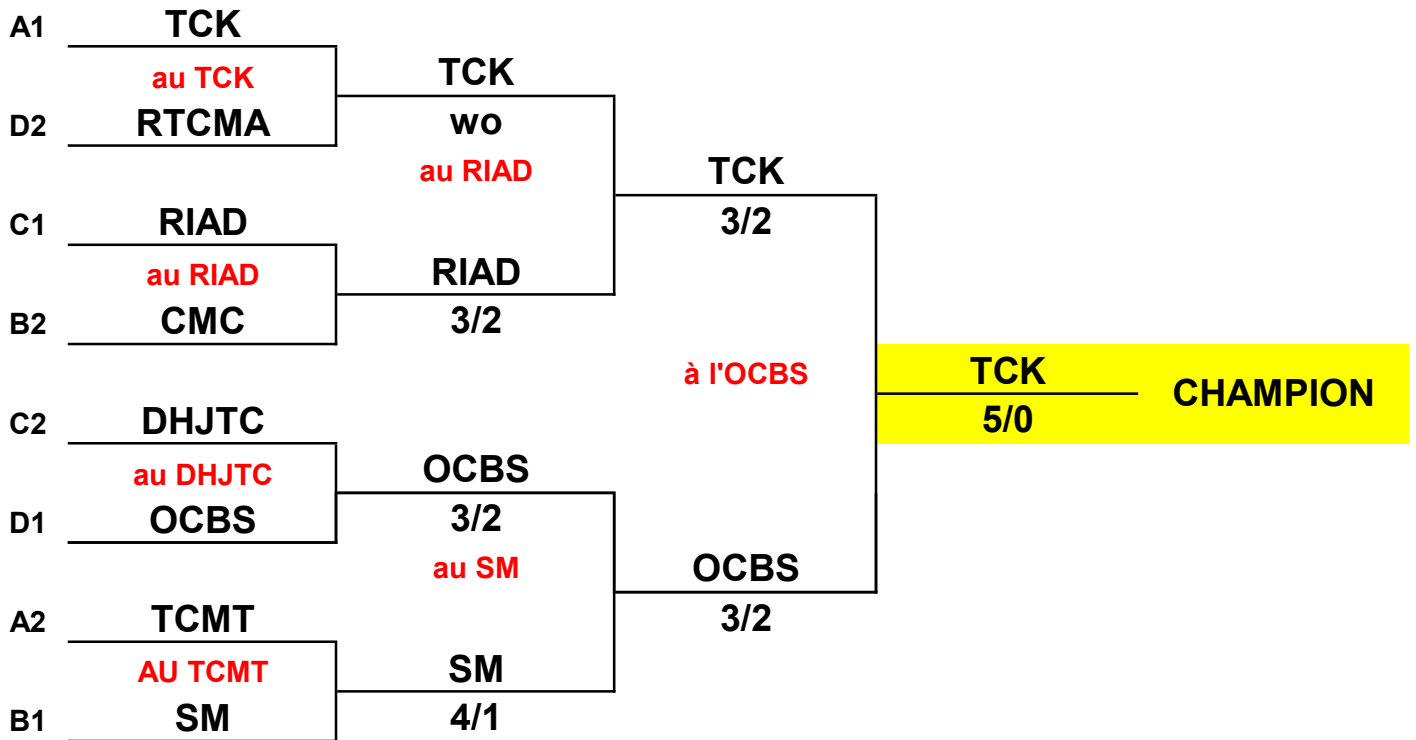 A1 TCK
au TCK TCK
D2 RTCMA wo
au RIAD TCK
C1 RIAD 3/2
au RIAD RIAD
B2 CMC 3/2
à l'OCBS TCK CHAMPION
C2 DHJTC 5/0
au DHJTC OCBS
D1 OCBS 3/2
au SM OCBS
A2 TCMT 3/2
AU TCMT SM
B1 SM 4/1